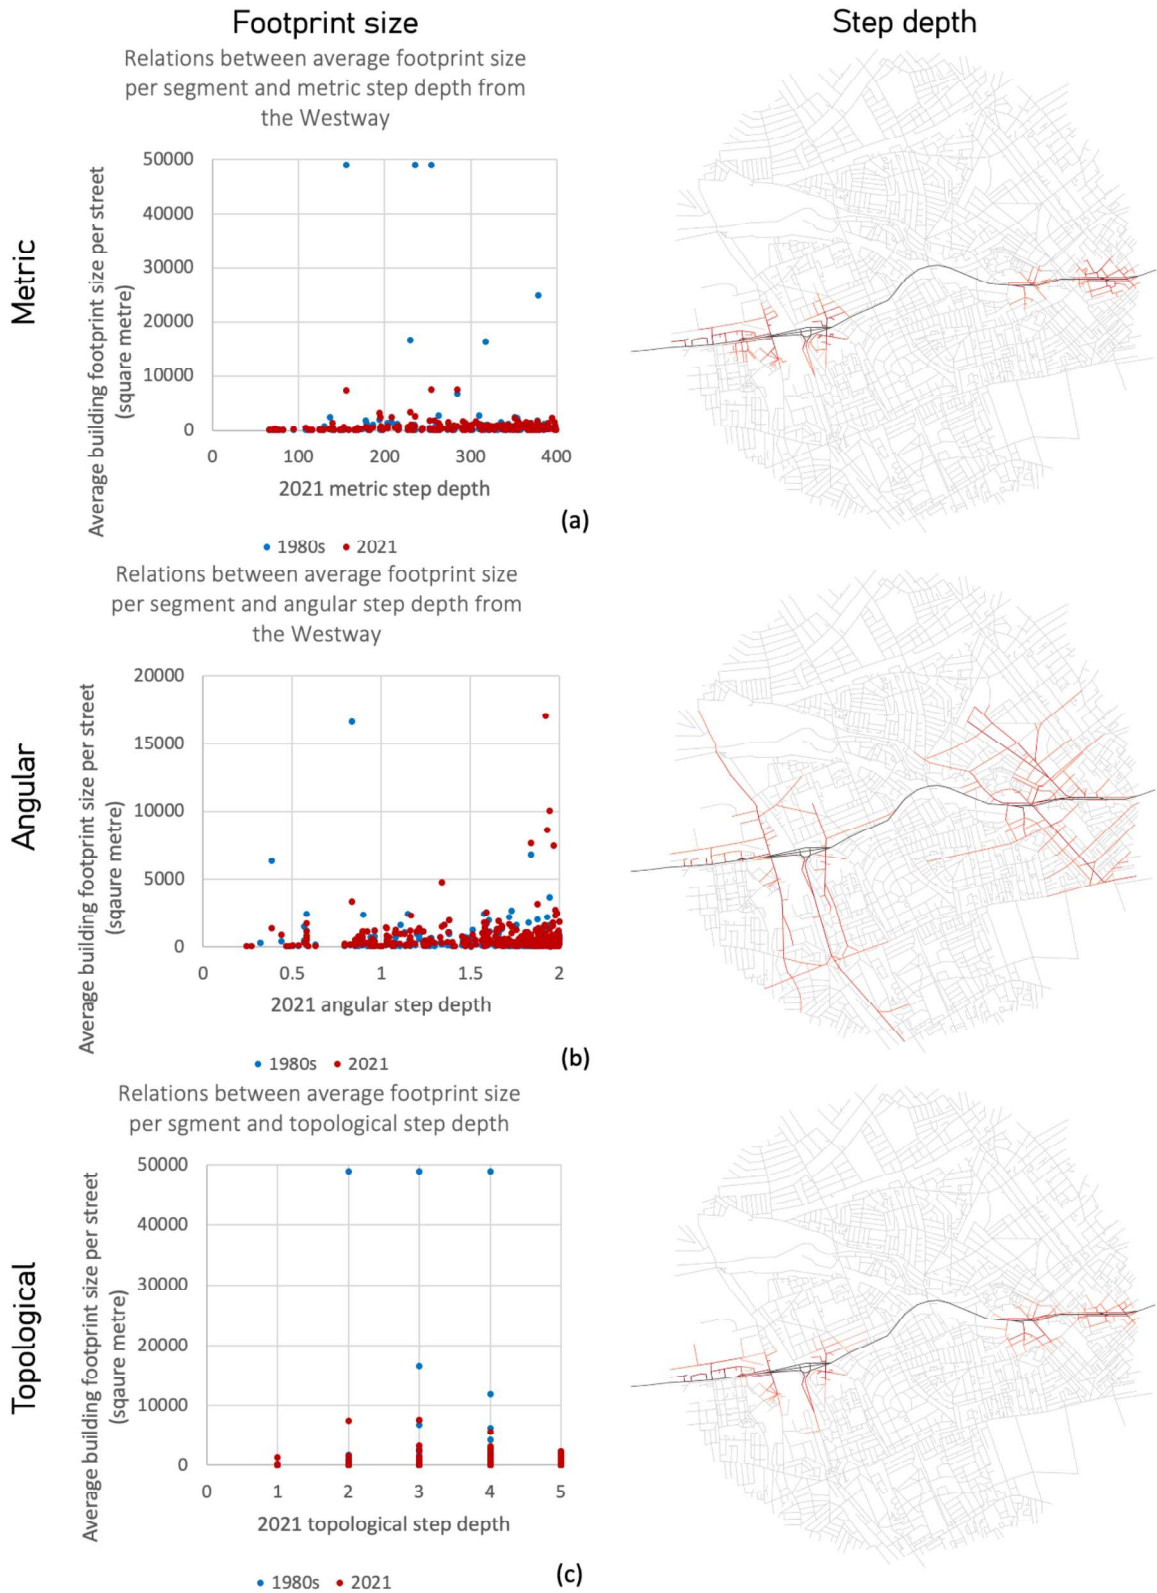 Footprint size
Step depth
Metric
Relations between average footprint size
per segment and metric step depth from
the Westway
Average building footprint size per street
(square metre)
50000
40000
30000
20000
10000
0
0 100 200 300 400
2021 metric step depth
(a)
1980s 2021
Angular
Relations between average footprint size
per segment and angular step depth from
the Westway
Average building footprint size per street
(sqaure metre)
20000
15000
10000
5000
0
0 0.5 1 1.5 2
2021 angular step depth
(b)
1980s 2021
Topological
Relations between average footprint size
per sgment and topological step depth
Average building footprint size per street
(sqaure metre)
50000
40000
30000
20000
10000
0
0 1 2 3 4 5
2021 topological step depth
(c)
1980s 2021